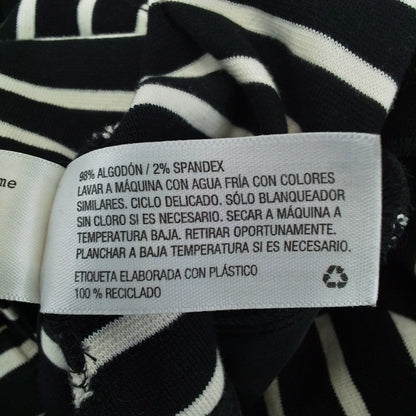 me
98% ALGODÓN / 2% SPANDEX
LAVAR A MÁQUINA CON AGUA FRÍA CON COLORES
SIMILARES. CICLO DELICADO. SÓLO BLANQUEADOR
SIN CLORO SI ES NECESARIO. SECAR A MÁQUINA A
TEMPERATURA BAJA. RETIRAR OPORTUNAMENTE.
PLANCHAR A BAJA TEMPERATURA SI ES NECESARIO.
ETIQUETA ELABORADA CON PLÁSTICO
100 % RECICLADO